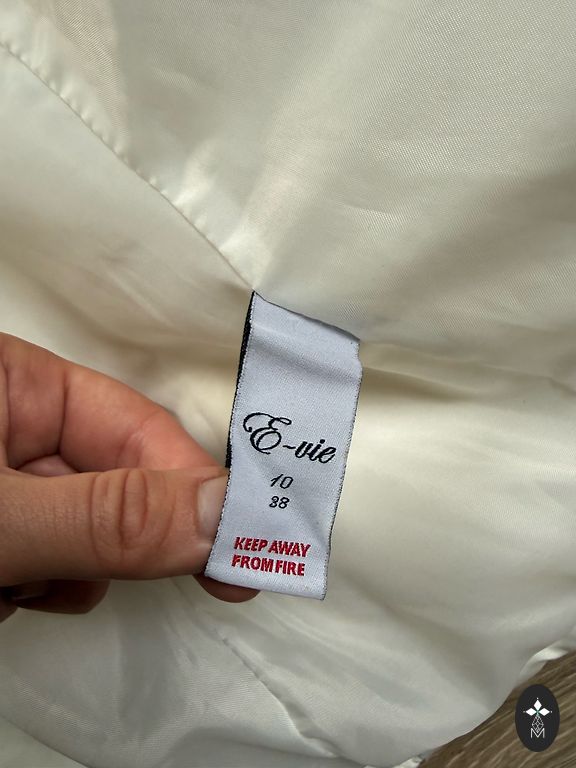 E-vie
10
38
KEEP AWAY
FROM FIRE
M